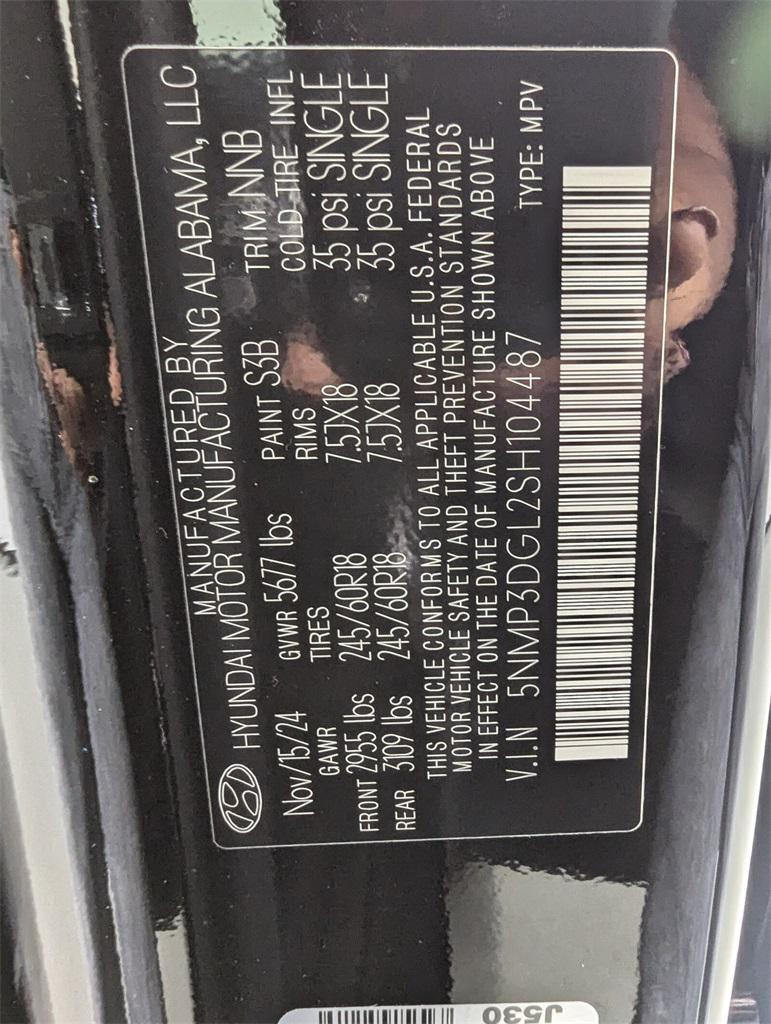 MANUFACTURED BY
HYUNDAI MOTOR MANUFACTURING ALABAMA, LLC
Nov/15/24 GVWR 5677 lbs PAINT S3B TRIM NNB
GAWR TIRES RIMS COLD TIRE INFL
FRONT 2955 lbs 245/60R18 7.5JX18 35 psi SINGLE
REAR 3109 lbs 245/60R18 7.5JX18 35 psi SINGLE
THIS VEHICLE CONFORMS TO ALL APPLICABLE U.S.A. FEDERAL
MOTOR VEHICLE SAFETY AND THEFT PREVENTION STANDARDS
IN EFFECT ON THE DATE OF MANUFACTURE SHOWN ABOVE
V.I.N 5NMP3DGL2SH104487 TYPE: MPV
J530